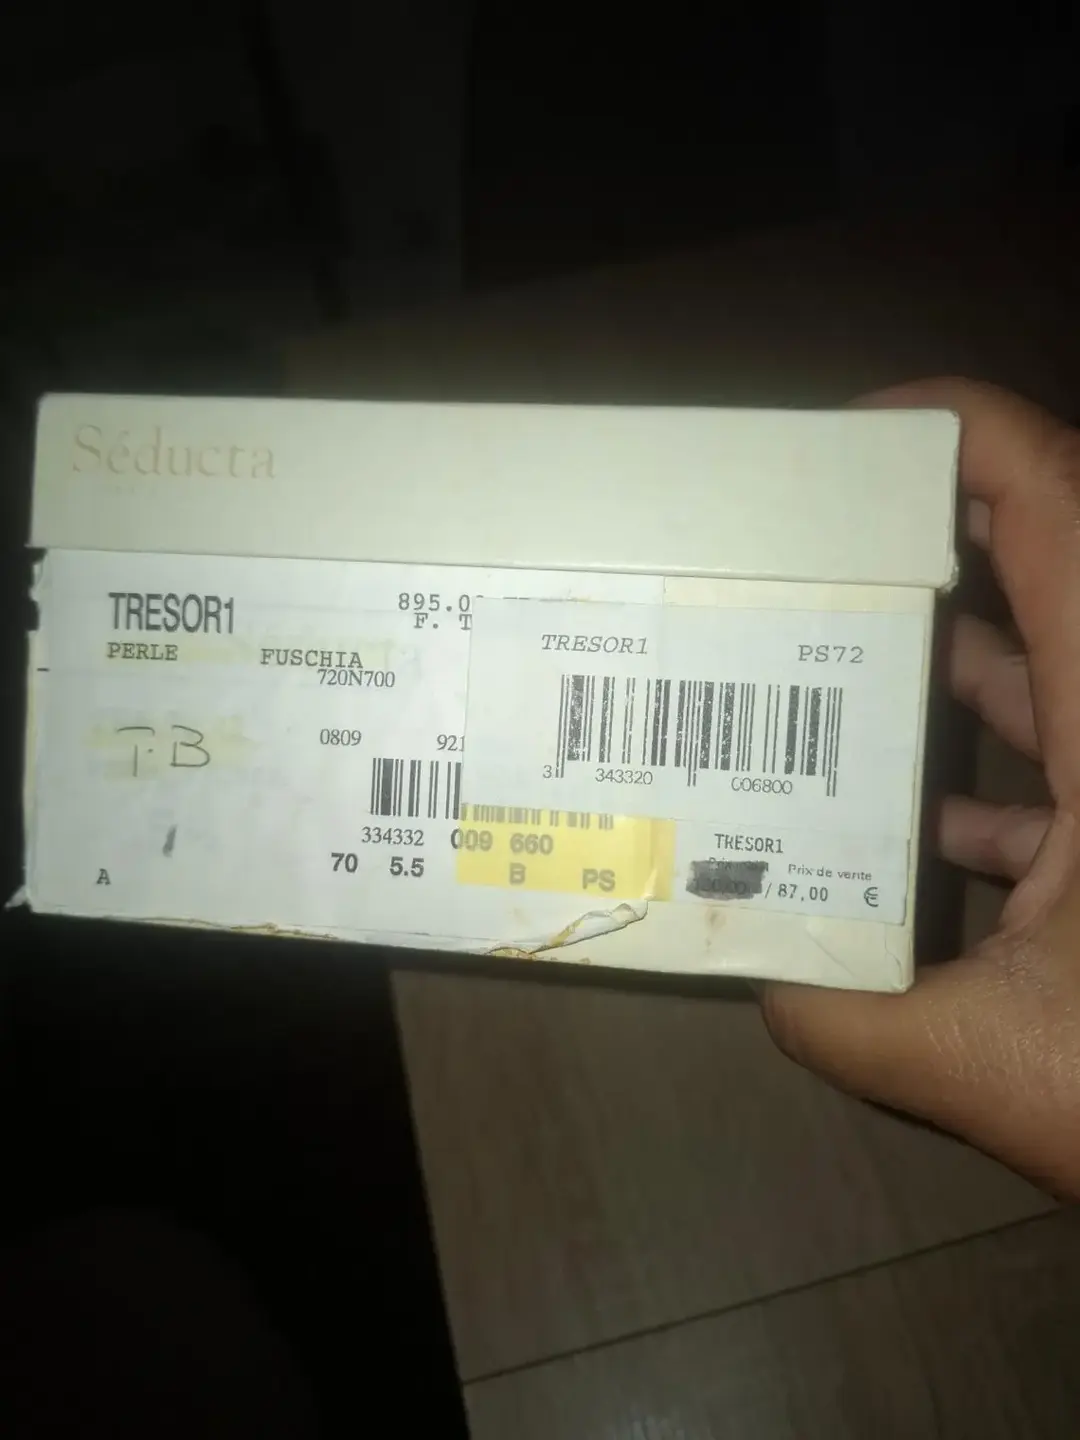 Séducta
TRESOR1
895.0
F. T
PERLE
FUSCHIA
720N700
T.B
0809
921
334332 009 660
70 5.5 B PS
A
TRESOR1 PS72
3 343320 006800
TRESOR1
Prix de vente
/ 87,00 €